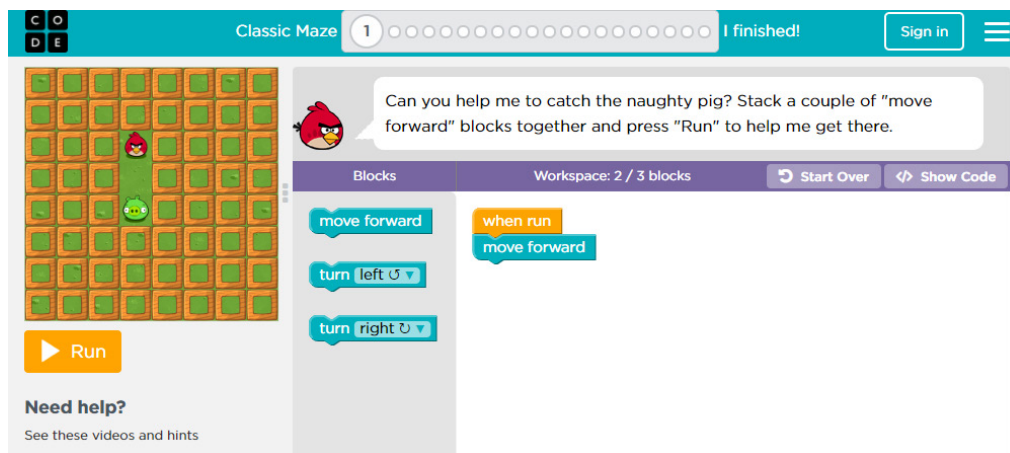 C O
D E
Classic Maze 1 I finished! Sign in
Can you help me to catch the naughty pig? Stack a couple of "move
forward" blocks together and press "Run" to help me get there.
Blocks Workspace: 2 / 3 blocks Start Over </> Show Code
move forward
turn left ↺ ▼
turn right ↻ ▼
when run
move forward
Run
Need help?
See these videos and hints